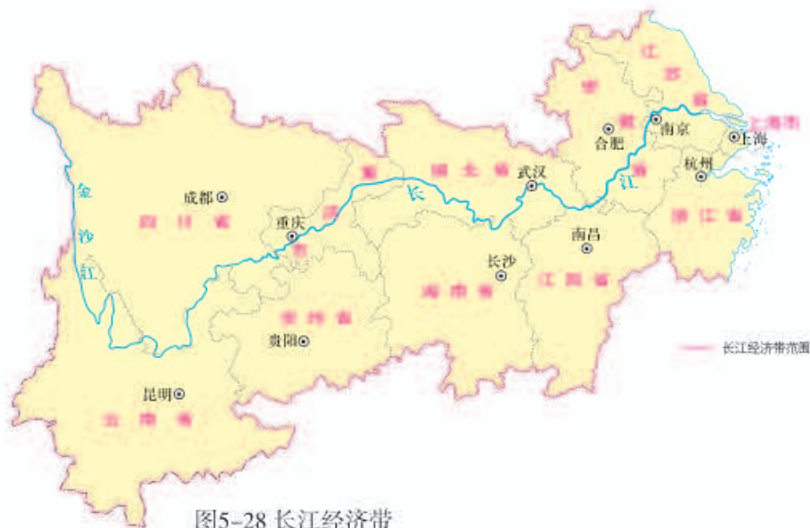 江苏省
安徽省
上海市
南京
合肥
上海
杭州
浙江省
重庆市
湖北省
武汉
长
江
金沙江
成都
四川省
重庆
南昌
长沙
湖南省
江西省
贵州省
贵阳
长江经济带范围
昆明
云南省
图5-28 长江经济带